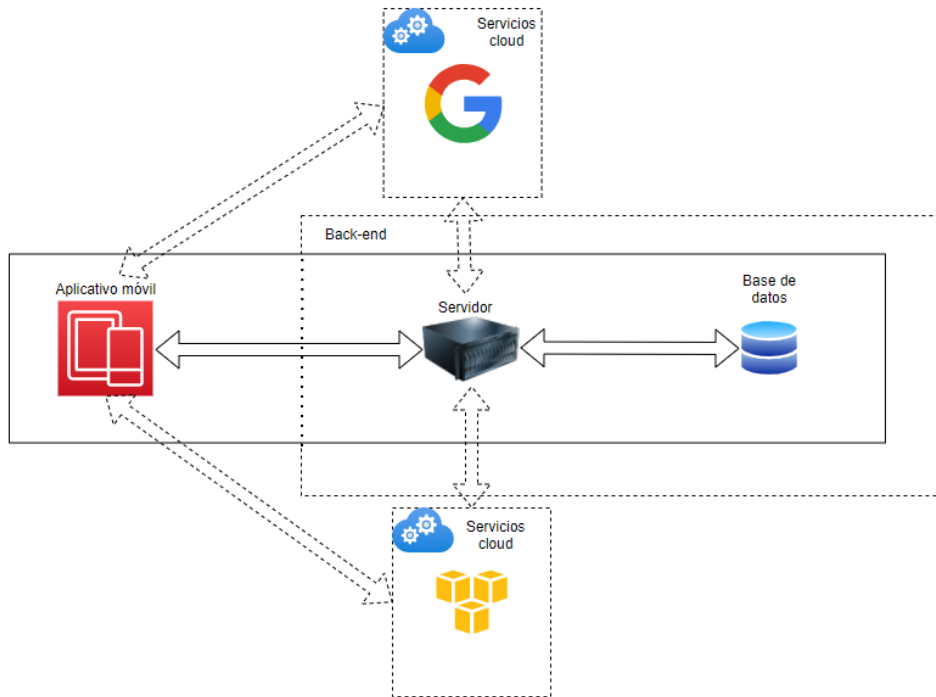 Servicios
cloud
Back-end
Aplicativo móvil
Servidor
Base de
datos
Servicios
cloud